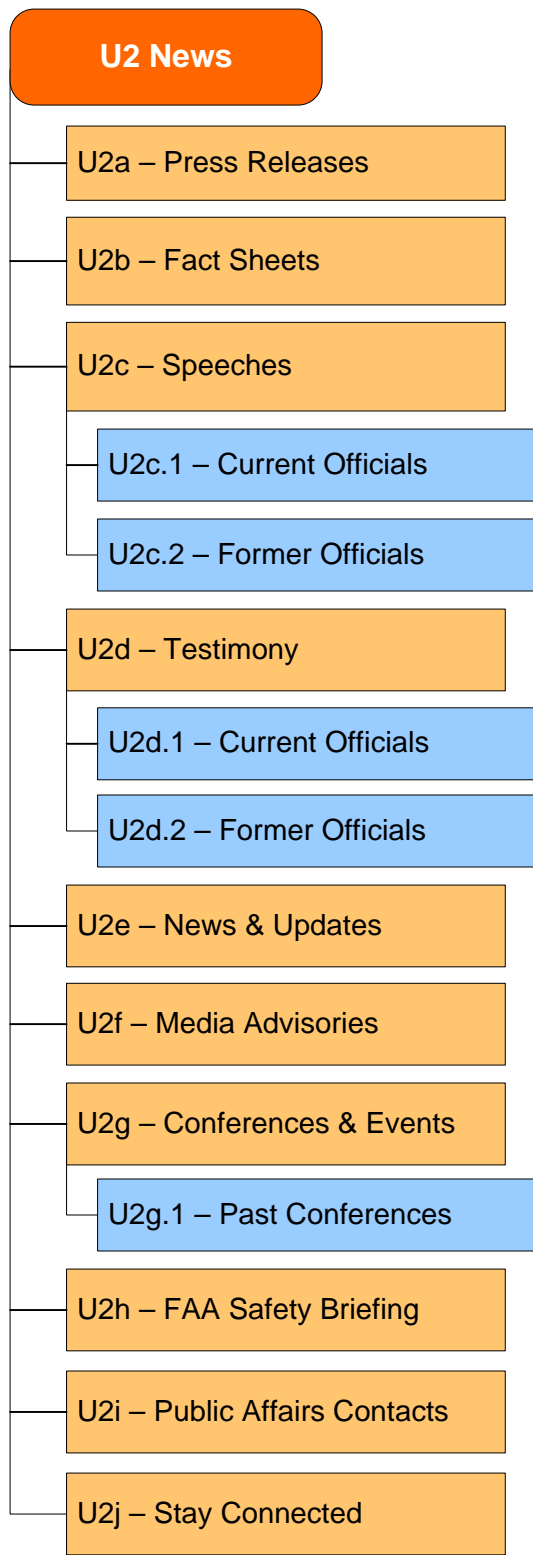 U2 News
U2a – Press Releases
U2b – Fact Sheets
U2c – Speeches
U2c.1 – Current Officials
U2c.2 – Former Officials
U2d – Testimony
U2d.1 – Current Officials
U2d.2 – Former Officials
U2e – News & Updates
U2f – Media Advisories
U2g – Conferences & Events
U2g.1 – Past Conferences
U2h – FAA Safety Briefing
U2i – Public Affairs Contacts
U2j – Stay Connected